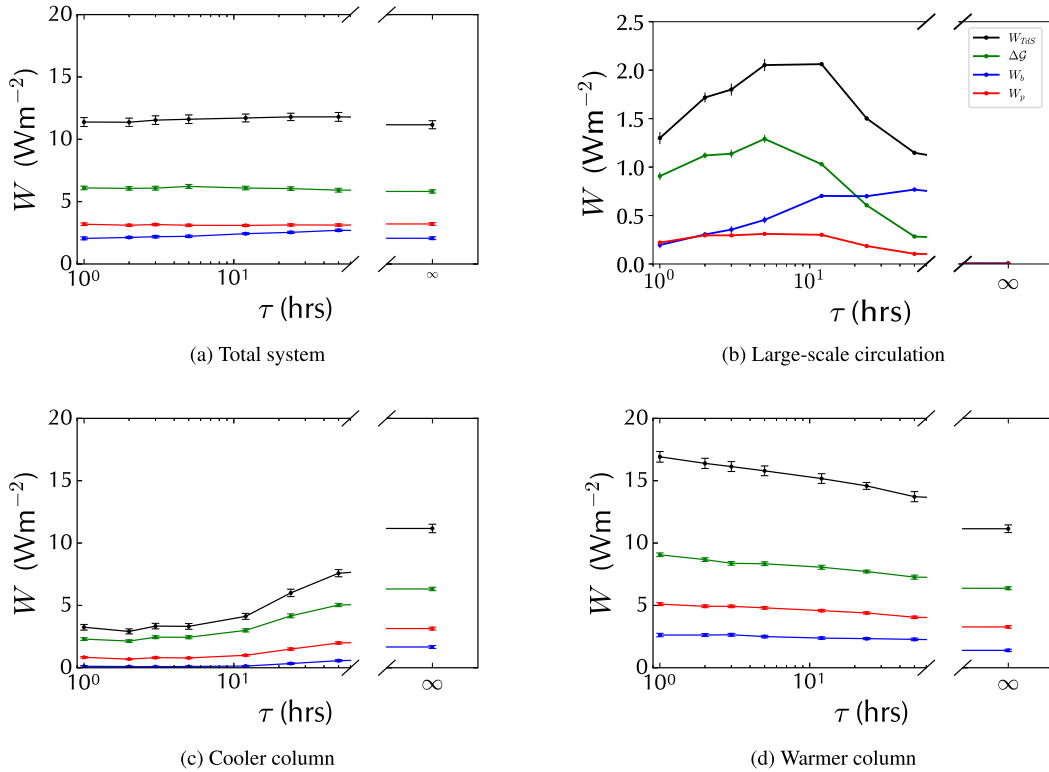 20
15
10
5
0
W (Wm⁻²)
10⁰
10¹
∞
τ (hrs)
(a) Total system
2.5
2.0
1.5
1.0
0.5
0.0
W (Wm⁻²)
10⁰
10¹
∞
τ (hrs)
W_{TdS}
Δ𝒢
W_b
W_p
(b) Large-scale circulation
20
15
10
5
0
W (Wm⁻²)
10⁰
10¹
∞
τ (hrs)
(c) Cooler column
20
15
10
5
0
W (Wm⁻²)
10⁰
10¹
∞
τ (hrs)
(d) Warmer column